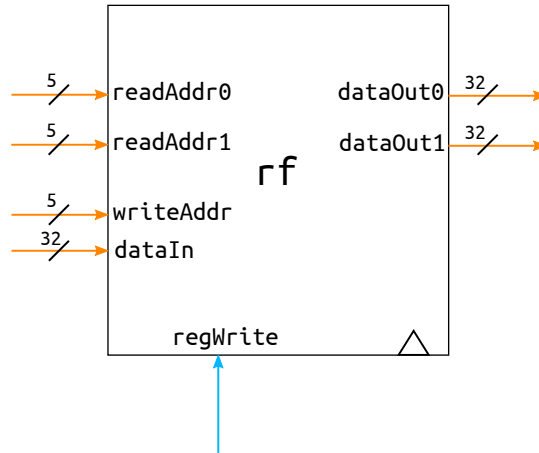 5 readAddr0 dataOut0 32
5 readAddr1 dataOut1 32
rf
5 writeAddr
32 dataIn
regWrite